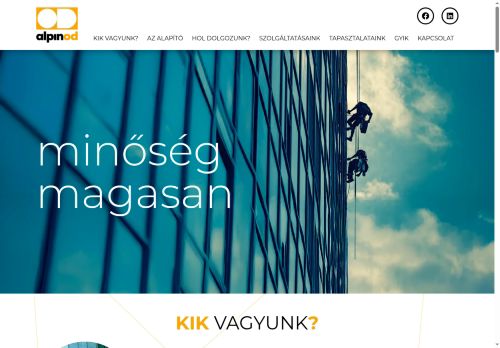 alpinod
KIK VAGYUNK? AZ ALAPÍTÓ HOL DOLGOZUNK? SZOLGÁLTATÁSAINK TAPASZTALATAINK GYIK KAPCSOLAT
minőség
magasan
KIK VAGYUNK?